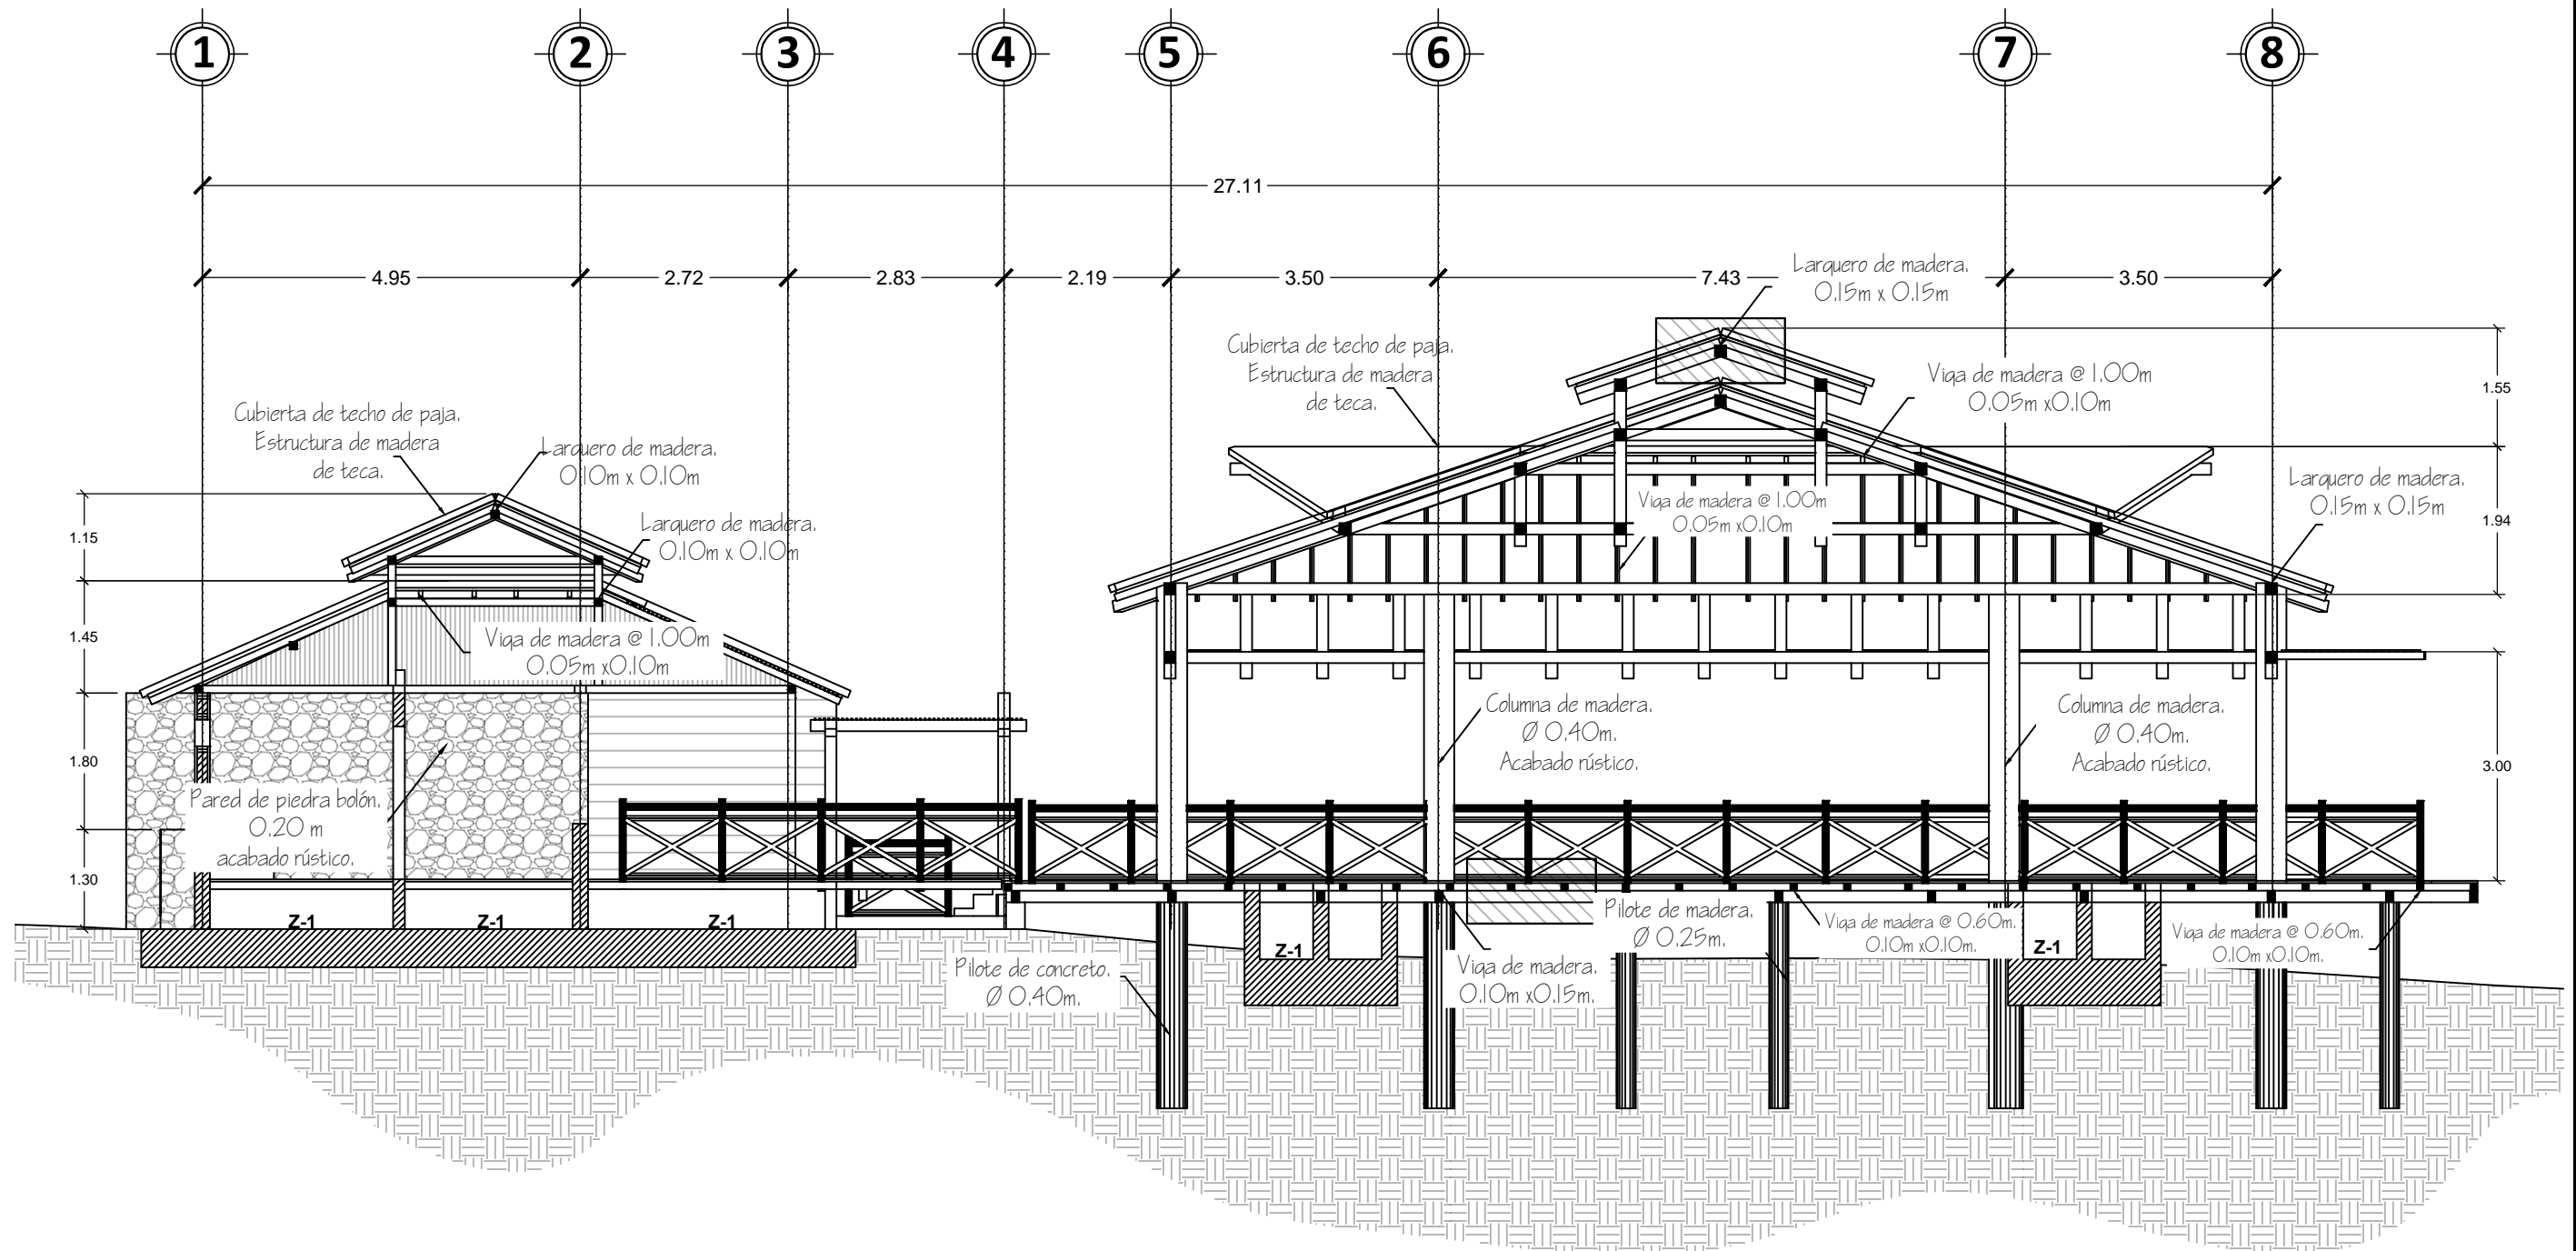 1 2 3 4 5 6 7 8
27.11
4.95 2.72 2.83 2.19 3.50 7.43 3.50
Larquero de madera.
0.15m x 0.15m
Cubierta de techo de paja.
Estructura de madera
de teca.
Viga de madera @ 1.00m
0.05m x0.10m
1.55
Cubierta de techo de paja.
Estructura de madera
de teca.
Larquero de madera.
0.10m x 0.10m
Larquero de madera.
0.10m x 0.10m
Viga de madera @ 1.00m
0.05m x0.10m
Larquero de madera.
0.15m x 0.15m
1.94
1.15
1.45
Viga de madera @ 1.00m
0.05m x0.10m
Columna de madera.
Ø 0.40m.
Acabado rústico.
Columna de madera.
Ø 0.40m.
Acabado rústico.
1.80
3.00
Pared de piedra bolón.
0.20 m
acabado rústico.
1.30
Z-1 Z-1 Z-1
Pilote de madera.
Ø 0.25m.
Viga de madera @ 0.60m.
0.10m x0.10m.
Viga de madera @ 0.60m.
0.10m x0.10m.
Z-1
Z-1
Pilote de concreto.
Ø 0.40m.
Viga de madera.
0.10m x0.15m.